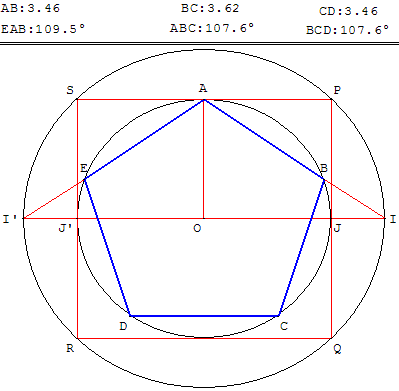 AB:3.46 BC:3.62 CD:3.46
EAB:109.5° ABC:107.6° BCD:107.6°
S A P
E B
I' J' O J I
D C
R Q